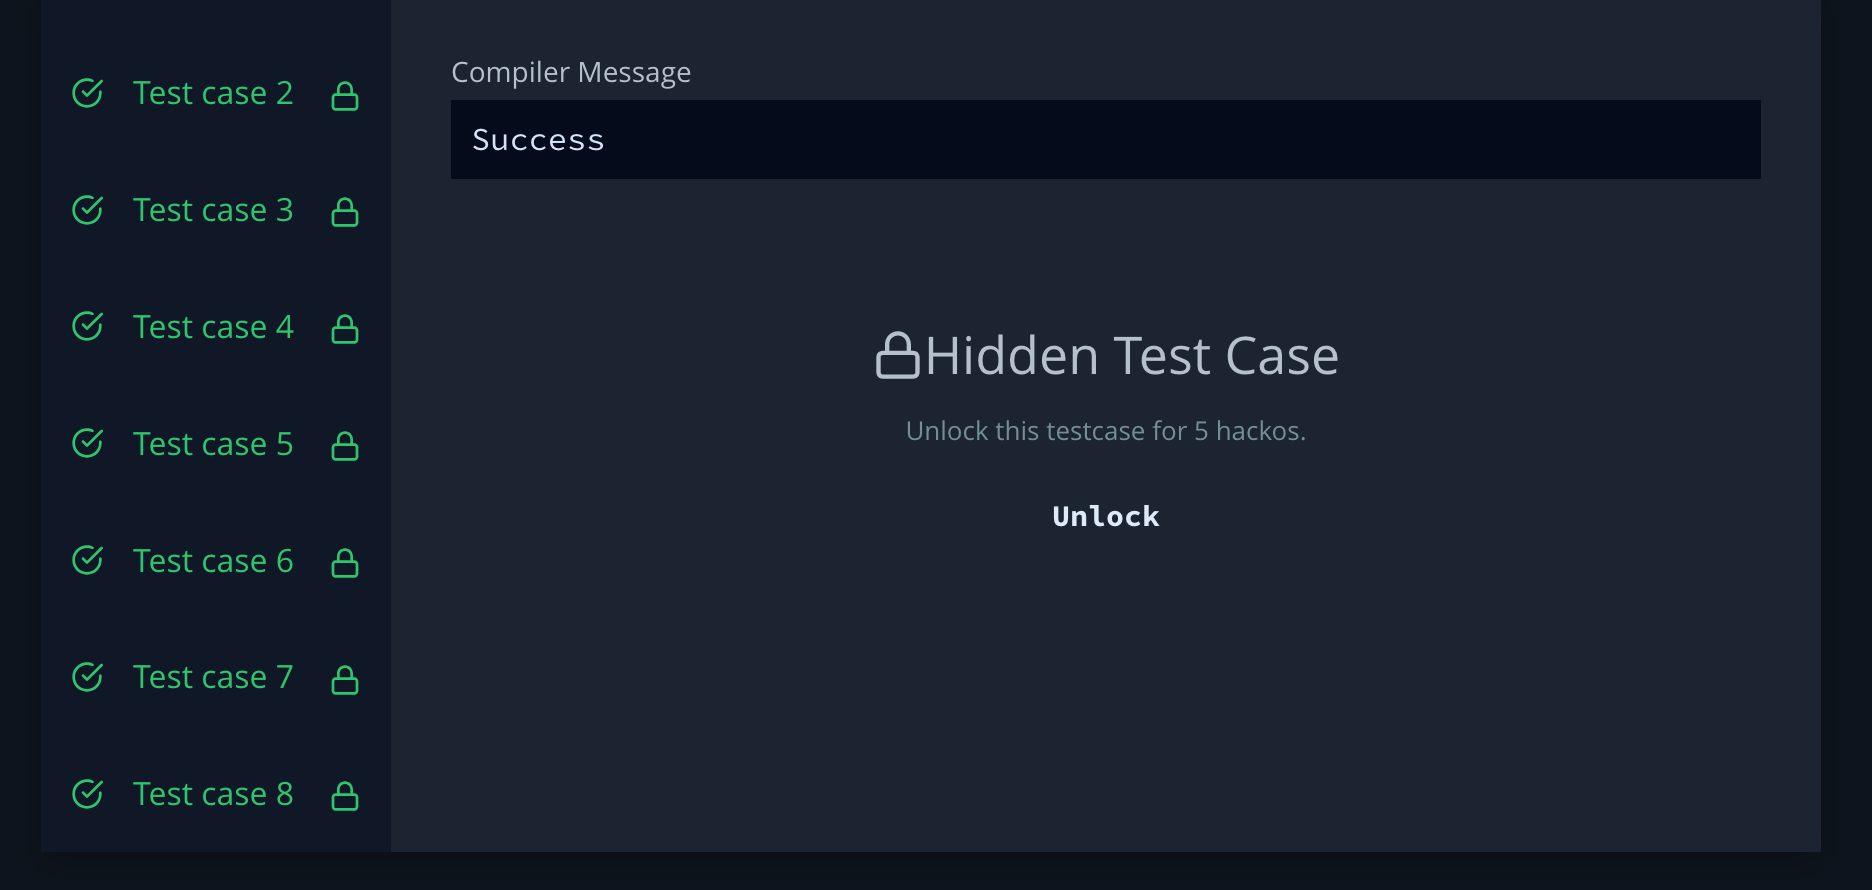 Test case 2
Test case 3
Test case 4
Test case 5
Test case 6
Test case 7
Test case 8
Compiler Message
Success
Hidden Test Case
Unlock this testcase for 5 hackos.
Unlock